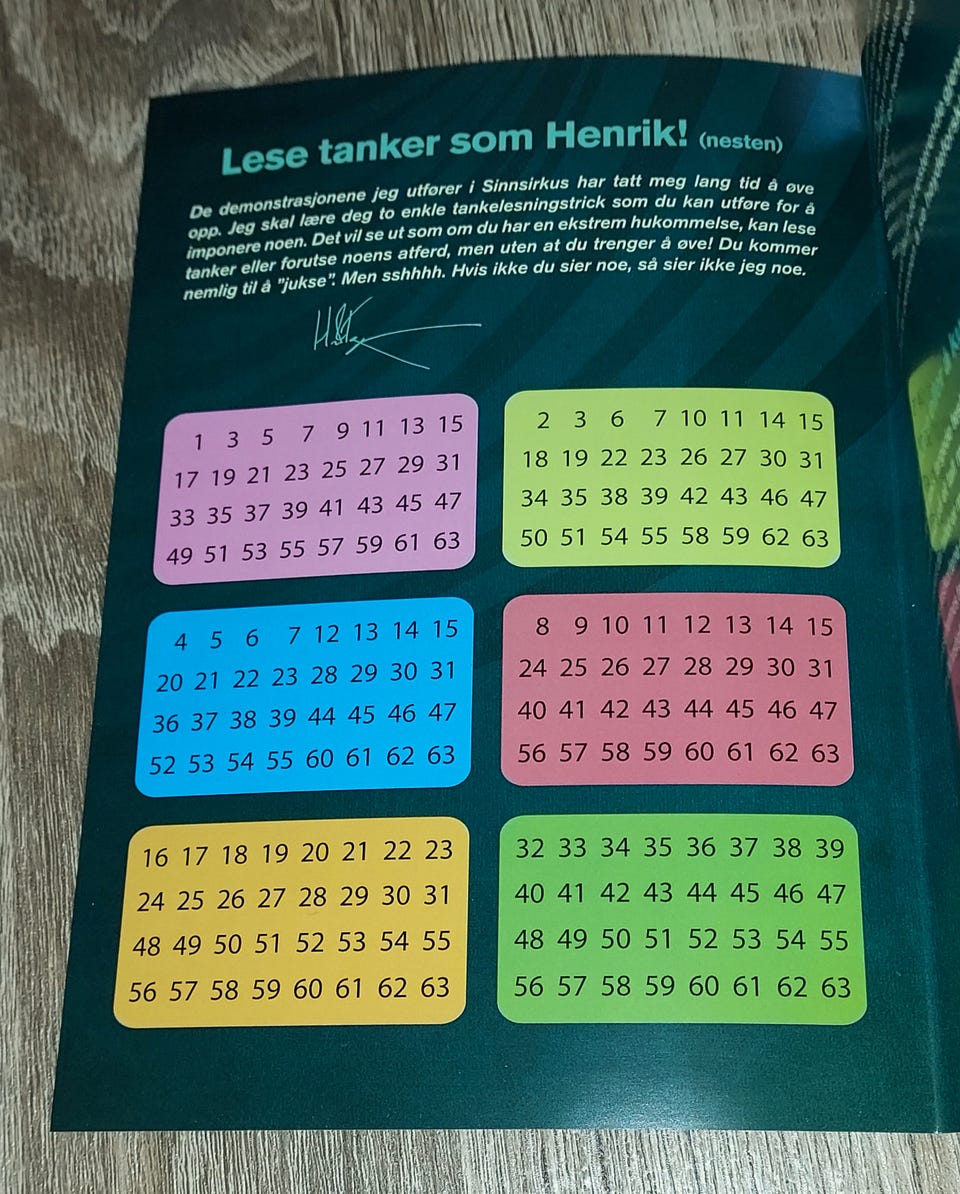 Lese tanker som Henrik! (nesten)
De demonstrasjonene jeg utfører i Sinnsirkus har tatt meg lang tid å øve
opp. Jeg skal lære deg to enkle tankelesningstrick som du kan utføre for å
imponere noen. Det vil se ut som om du har en ekstrem hukommelse, kan lese
tanker eller forutse noens atferd, men uten at du trenger å øve! Du kommer
nemlig til å "jukse". Men sshhhh. Hvis ikke du sier noe, så sier ikke jeg noe.
1 3 5 7 9 11 13 15
17 19 21 23 25 27 29 31
33 35 37 39 41 43 45 47
49 51 53 55 57 59 61 63
2 3 6 7 10 11 14 15
18 19 22 23 26 27 30 31
34 35 38 39 42 43 46 47
50 51 54 55 58 59 62 63
4 5 6 7 12 13 14 15
20 21 22 23 28 29 30 31
36 37 38 39 44 45 46 47
52 53 54 55 60 61 62 63
8 9 10 11 12 13 14 15
24 25 26 27 28 29 30 31
40 41 42 43 44 45 46 47
56 57 58 59 60 61 62 63
16 17 18 19 20 21 22 23
24 25 26 27 28 29 30 31
48 49 50 51 52 53 54 55
56 57 58 59 60 61 62 63
32 33 34 35 36 37 38 39
40 41 42 43 44 45 46 47
48 49 50 51 52 53 54 55
56 57 58 59 60 61 62 63